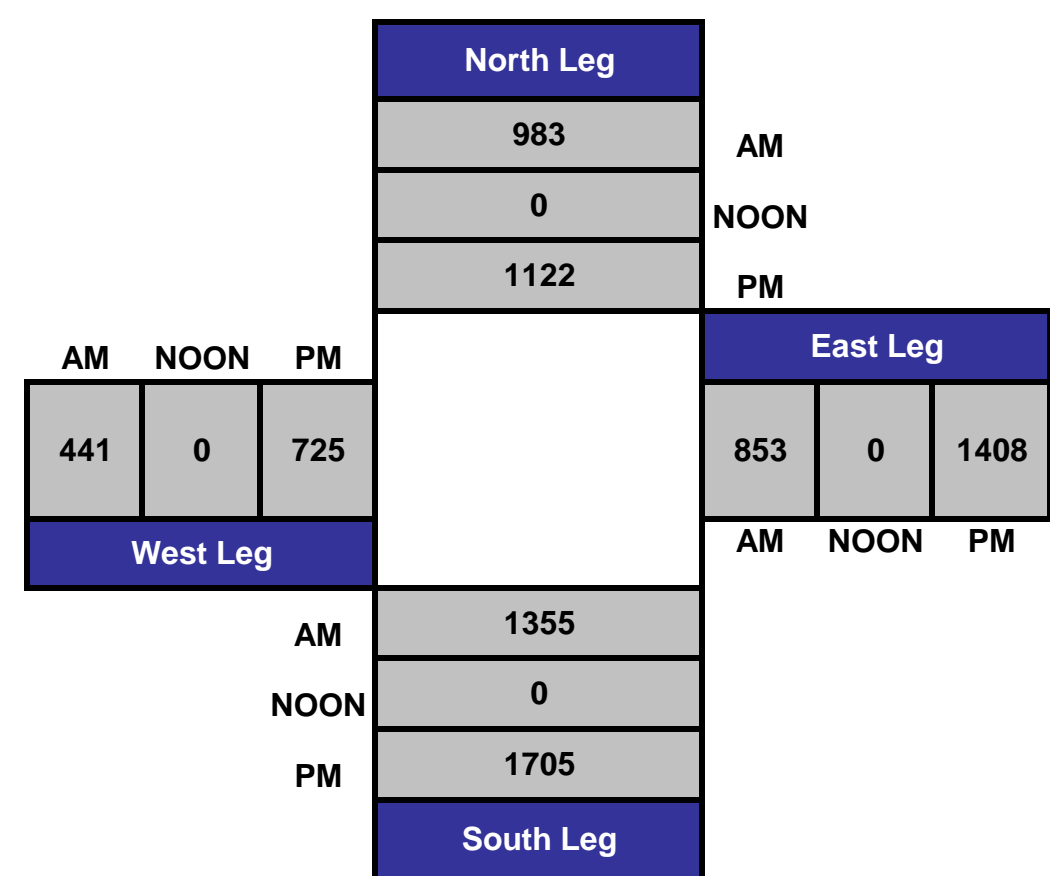 North Leg
983 AM
0 NOON
1122 PM
East Leg
AM NOON PM
441 0 725
853 0 1408
West Leg
AM NOON PM
AM 1355
NOON 0
PM 1705
South Leg